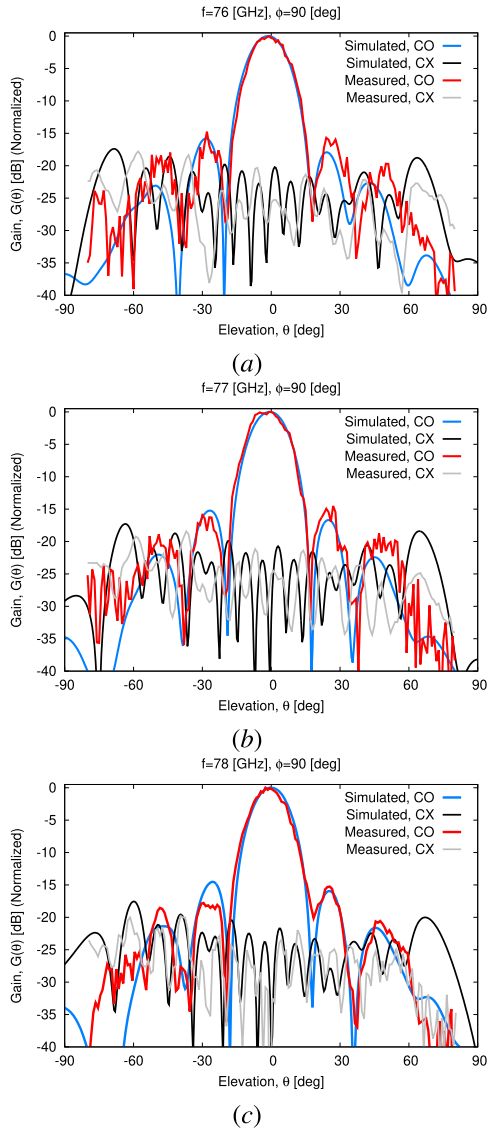 f=76 [GHz], ϕ=90 [deg]
Gain, G(θ) [dB] (Normalized)
0
-5
-10
-15
-20
-25
-30
-35
-40
Simulated, CO
Simulated, CX
Measured, CO
Measured, CX
-90 -60 -30 0 30 60 90
Elevation, θ [deg]
(a)
f=77 [GHz], ϕ=90 [deg]
Gain, G(θ) [dB] (Normalized)
0
-5
-10
-15
-20
-25
-30
-35
-40
Simulated, CO
Simulated, CX
Measured, CO
Measured, CX
-90 -60 -30 0 30 60 90
Elevation, θ [deg]
(b)
f=78 [GHz], ϕ=90 [deg]
Gain, G(θ) [dB] (Normalized)
0
-5
-10
-15
-20
-25
-30
-35
-40
Simulated, CO
Simulated, CX
Measured, CO
Measured, CX
-90 -60 -30 0 30 60 90
Elevation, θ [deg]
(c)